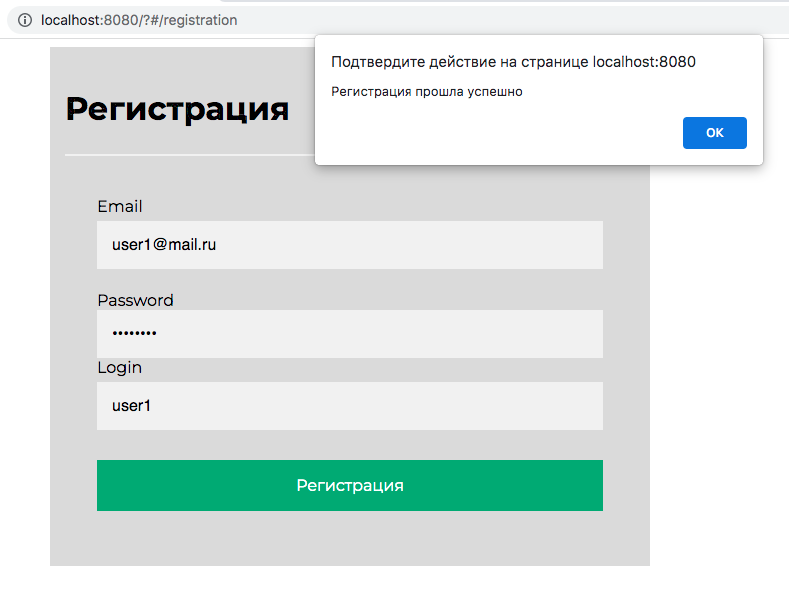 localhost:8080/?#/registration
Подтвердите действие на странице localhost:8080
Регистрация прошла успешно
OK
Регистрация
Email
user1@mail.ru
Password
••••••••
Login
user1
Регистрация